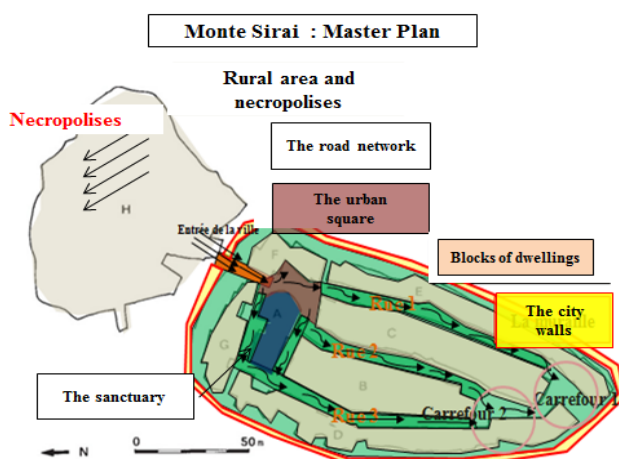 Monte Sirai : Master Plan
Rural area and
necropolises
Necropolises
The road network
The urban
square
Entrée de la ville
Blocks of dwellings
The city
walls
La muraille
Rue 1
Rue 2
Rue 3
The sanctuary
Carrefour 1
Carrefour 2
H
F
E
A
C
G
B
D
N
0
50 m